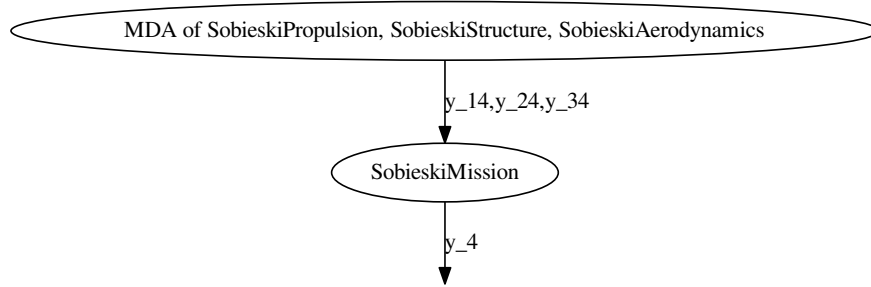 MDA of SobieskiPropulsion, SobieskiStructure, SobieskiAerodynamics
y_14,y_24,y_34
SobieskiMission
y_4